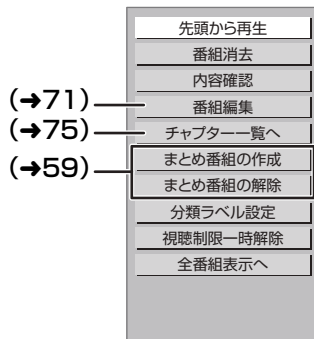 先頭から再生
番組消去
内容確認
(➜71) 番組編集
(➜75) チャプター一覧へ
(➜59) まとめ番組の作成
まとめ番組の解除
分類ラベル設定
視聴制限一時解除
全番組表示へ